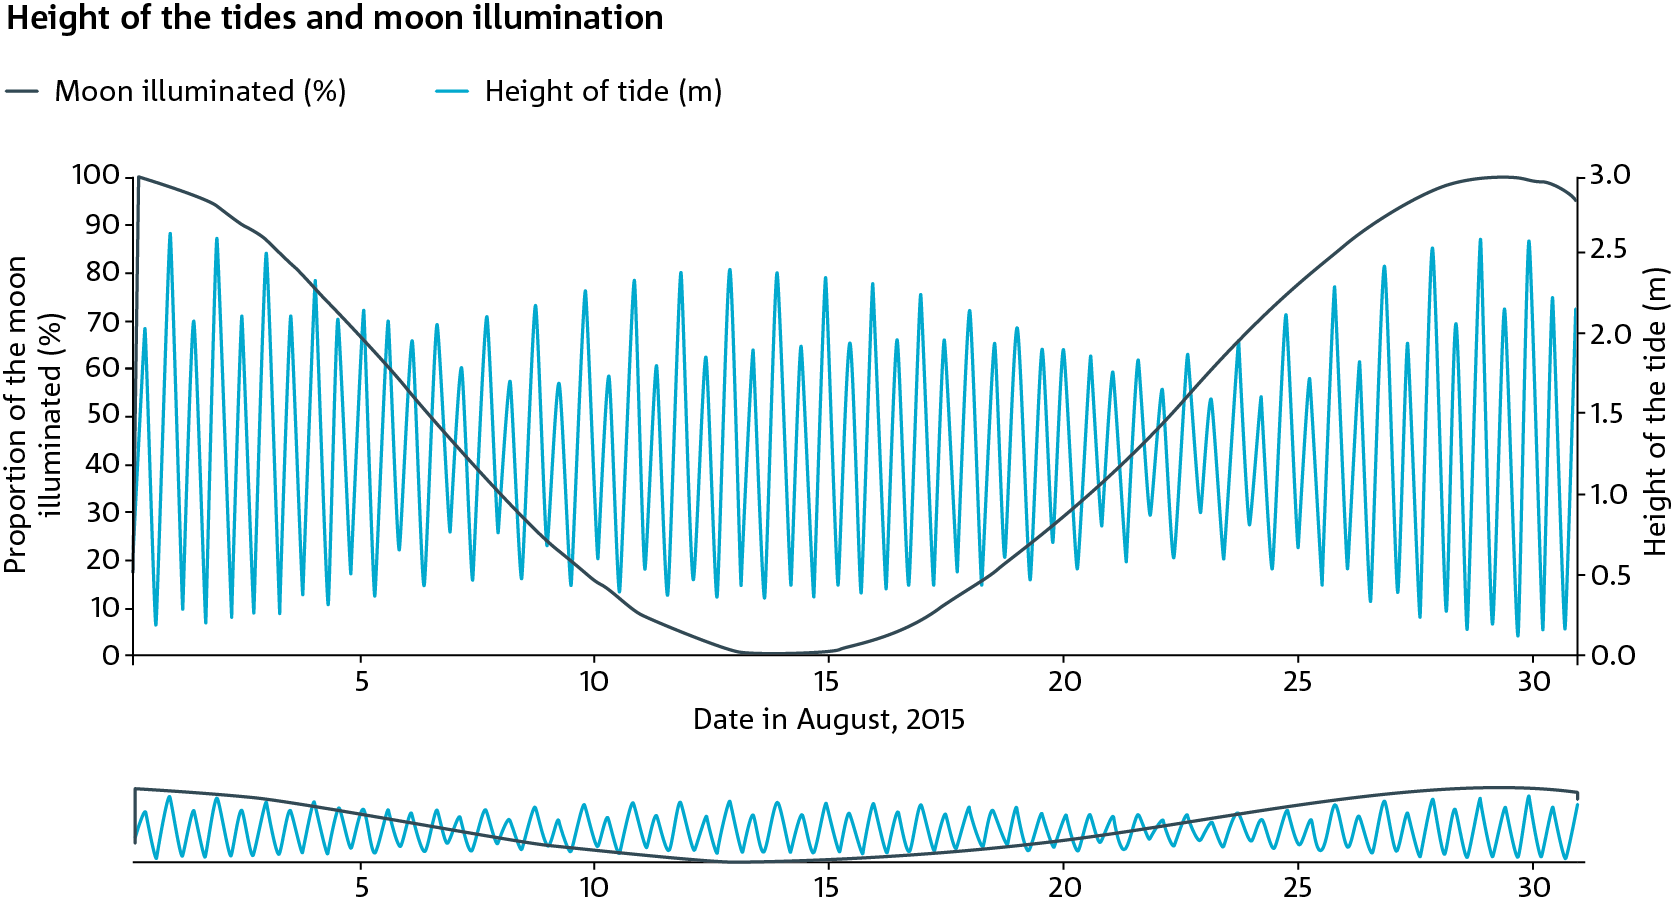 Height of the tides and moon illumination
Moon illuminated (%)
Height of tide (m)
Proportion of the moon
illuminated (%)
100
90
80
70
60
50
40
30
20
10
0
3.0
2.5
2.0
1.5
1.0
0.5
0.0
Height of the tide (m)
5 10 15 20 25 30
Date in August, 2015
5 10 15 20 25 30